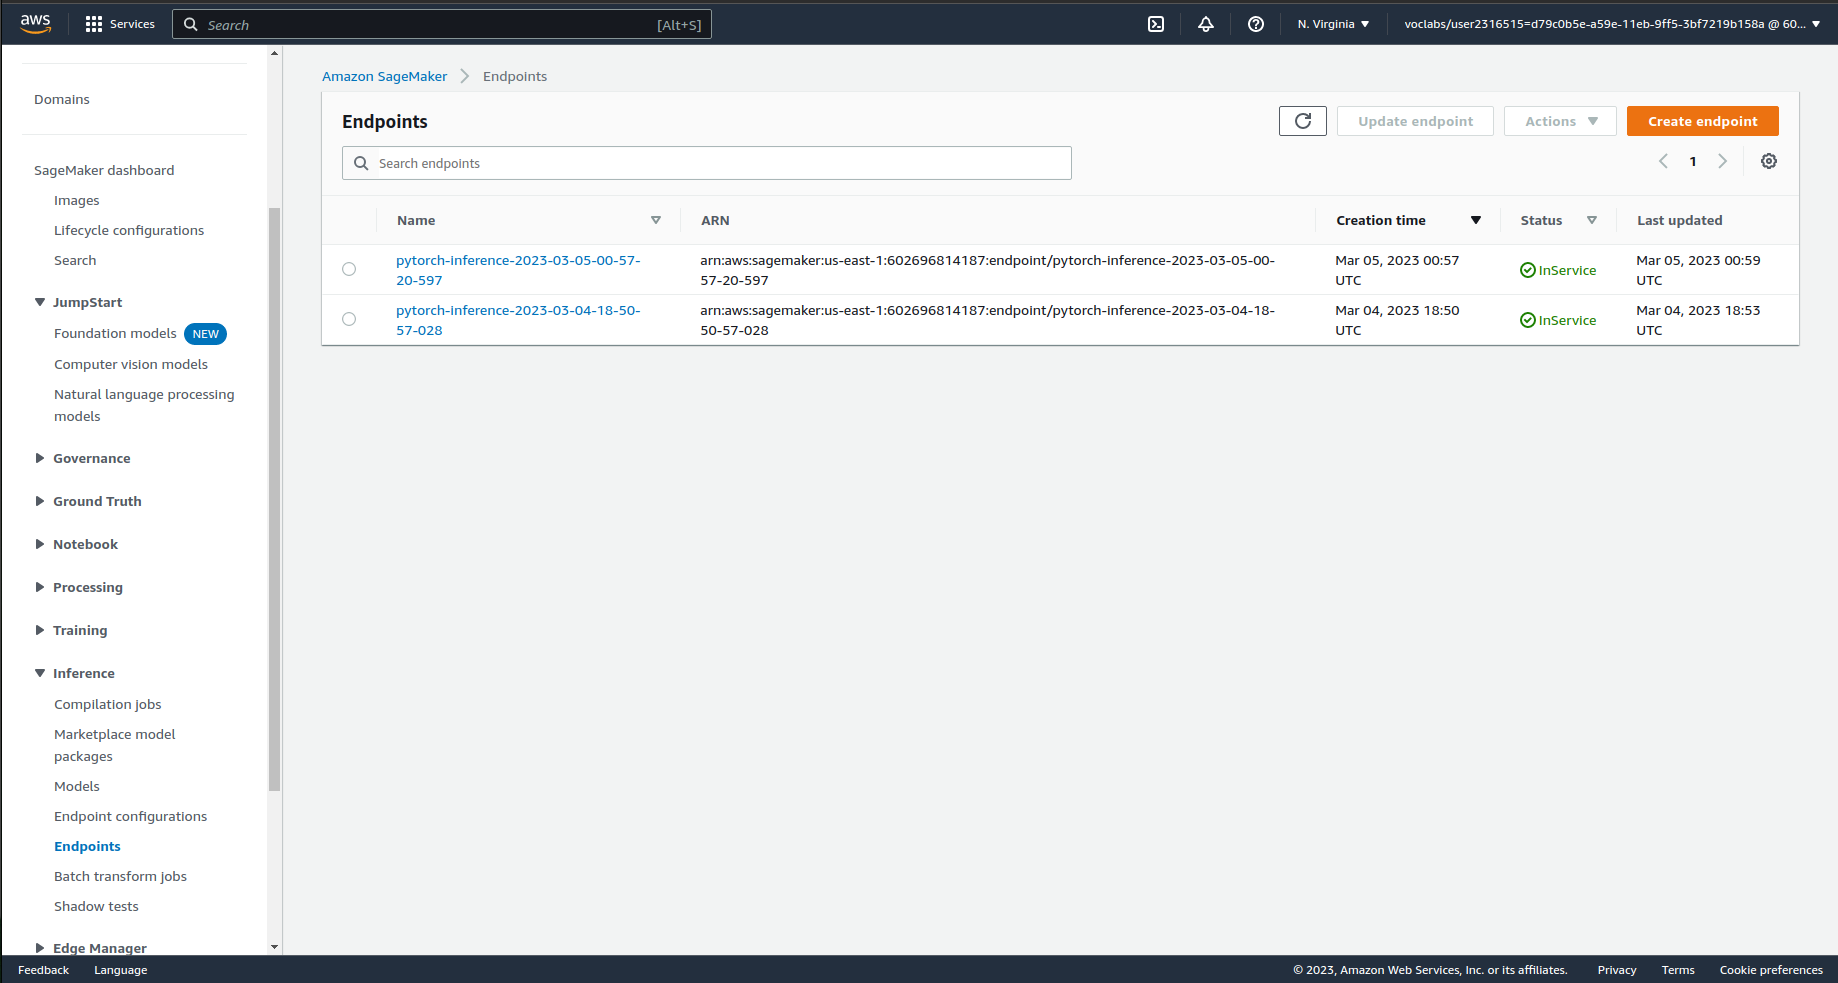 aws
Services
Search [Alt+S]
N. Virginia
voclabs/user2316515=d79c0b5e-a59e-11eb-9ff5-3bf7219b158a @ 60...
Domains
SageMaker dashboard
Images
Lifecycle configurations
Search
JumpStart
Foundation models NEW
Computer vision models
Natural language processing
models
Governance
Ground Truth
Notebook
Processing
Training
Inference
Compilation jobs
Marketplace model
packages
Models
Endpoint configurations
Endpoints
Batch transform jobs
Shadow tests
Edge Manager
Amazon SageMaker Endpoints
Endpoints
Update endpoint
Actions
Create endpoint
Search endpoints
1
Name ARN Creation time Status Last updated
pytorch-inference-2023-03-05-00-57-
20-597
arn:aws:sagemaker:us-east-1:602696814187:endpoint/pytorch-inference-2023-03-05-00-
57-20-597
Mar 05, 2023 00:57
UTC
InService
Mar 05, 2023 00:59
UTC
pytorch-inference-2023-03-04-18-50-
57-028
arn:aws:sagemaker:us-east-1:602696814187:endpoint/pytorch-inference-2023-03-04-18-
50-57-028
Mar 04, 2023 18:50
UTC
InService
Mar 04, 2023 18:53
UTC
Feedback Language
© 2023, Amazon Web Services, Inc. or its affiliates. Privacy Terms Cookie preferences